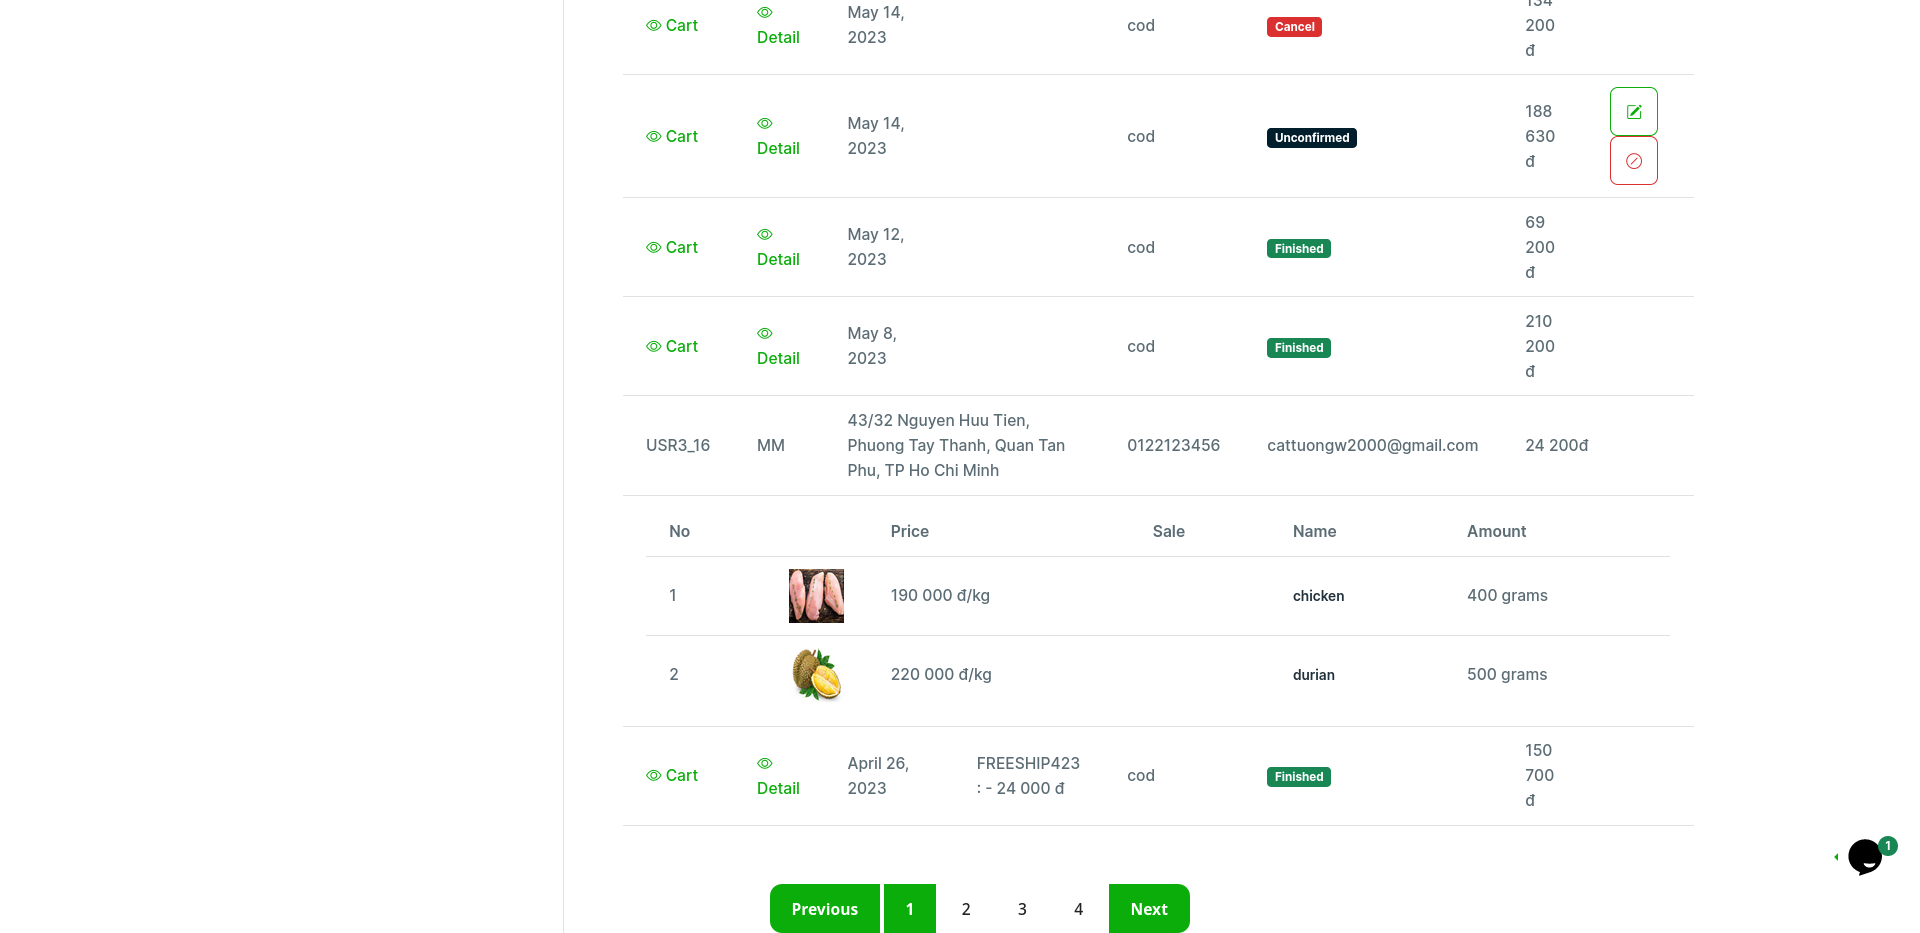 134
Cart
Detail
May 14,
2023
cod
Cancel
200
đ
Cart
Detail
May 14,
2023
cod
Unconfirmed
188
630
đ
Cart
Detail
May 12,
2023
cod
Finished
69
200
đ
Cart
Detail
May 8,
2023
cod
Finished
210
200
đ
USR3_16
MM
43/32 Nguyen Huu Tien,
Phuong Tay Thanh, Quan Tan
Phu, TP Ho Chi Minh
0122123456
cattuongw2000@gmail.com
24 200đ
No Price Sale Name Amount
1 190 000 đ/kg chicken 400 grams
2 220 000 đ/kg durian 500 grams
Cart
Detail
April 26,
2023
FREESHIP423
: - 24 000 đ
cod
Finished
150
700
đ
1
Previous 1 2 3 4 Next